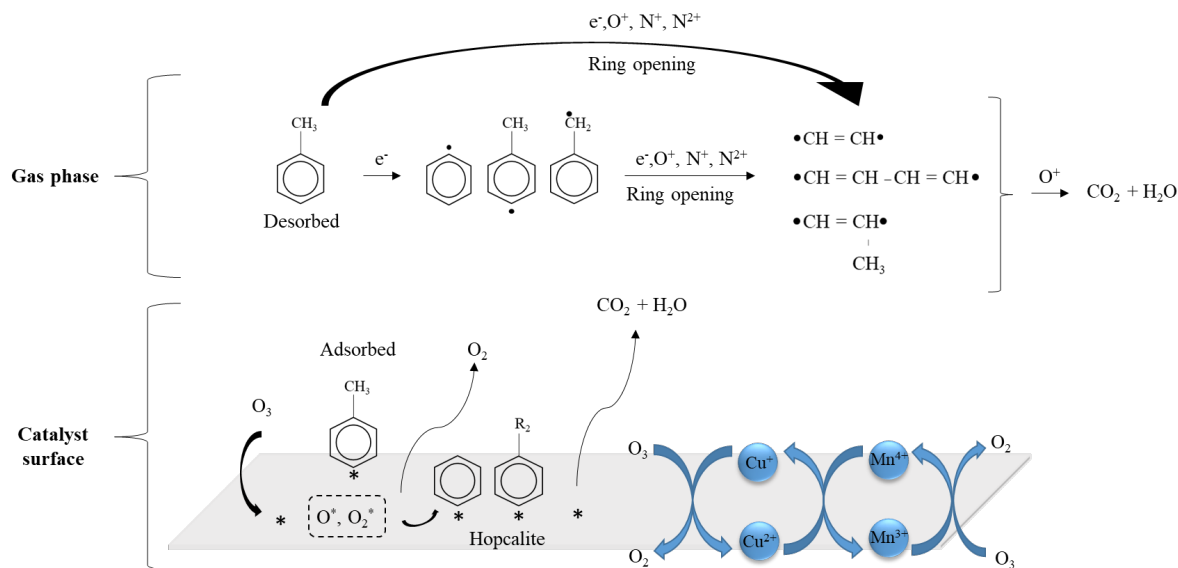 e⁻,O⁺, N⁺, N²⁺
Ring opening
Gas phase
CH₃
Desorbed
e⁻
•
CH₃
•
•
CH₂
e⁻,O⁺, N⁺, N²⁺
Ring opening
•CH = CH•
•CH = CH – CH = CH•
•CH = CH•
CH₃
O⁺
CO₂ + H₂O
Catalyst
surface
O₃
Adsorbed
CH₃
*
*
O*, O₂*
O₂
*
R₂
*
Hopcalite
*
CO₂ + H₂O
O₃
Cu⁺
Mn⁴⁺
O₂
O₂
Cu²⁺
Mn³⁺
O₃